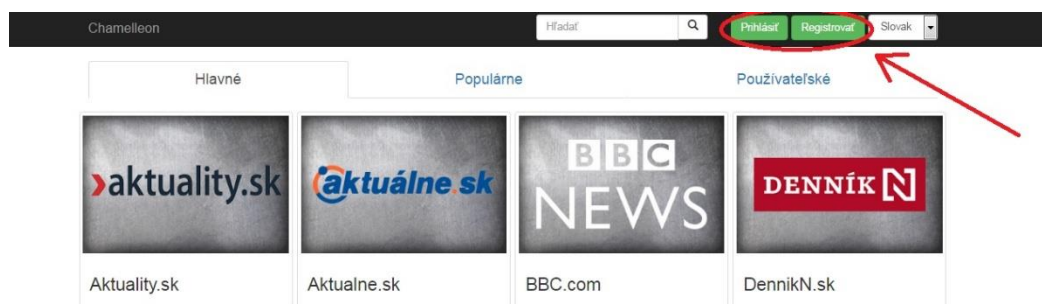 Chamelleon Hľadať Prihlásiť Registrovať Slovak
Hlavné Populárne Používateľské
aktuality.sk aktuálne.sk BBC NEWS DENNÍK N
Aktuality.sk Aktualne.sk BBC.com DennikN.sk